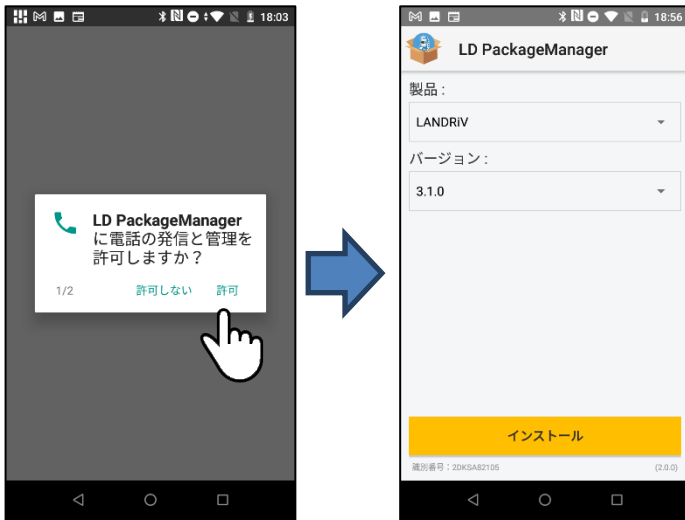 18:03
LD PackageManager
に電話の発信と管理を
許可しますか？
1/2
許可しない
許可
18:56
LD PackageManager
製品 :
LANDRiV
バージョン :
3.1.0
インストール
識別番号：2DKSA82105
(2.0.0)